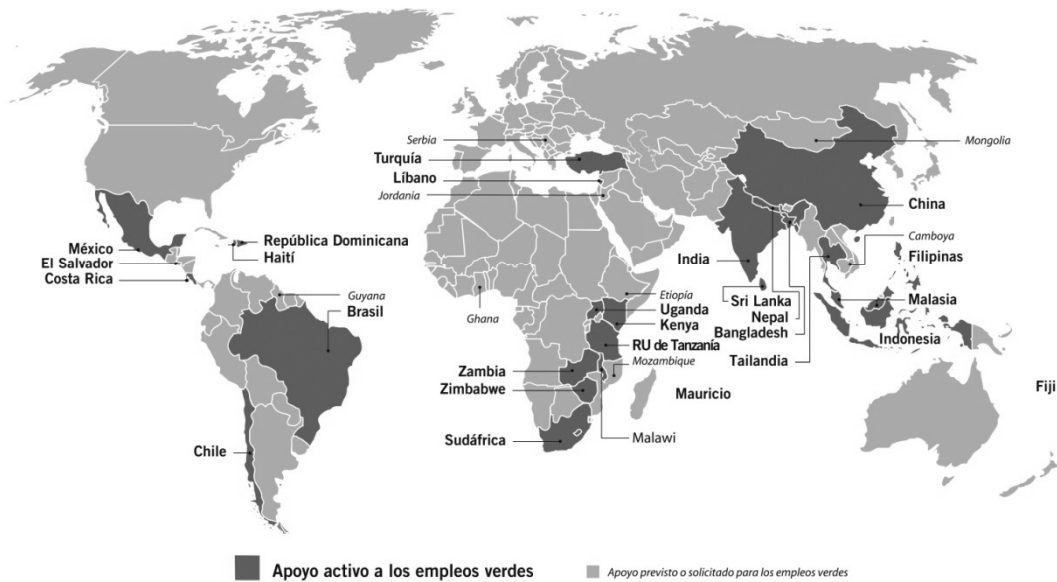 Serbia
Mongolia
Turquía
Líbano
Jordania
China
República Dominicana
México
Haití
El Salvador
Costa Rica
Camboya
Filipinas
India
Guyana
Brasil
Etiopía
Ghana
Uganda
Kenya
Sri Lanka
Nepal
Bangladesh
Malasia
Indonesia
RU de Tanzanía
Mozambique
Tailandia
Zambia
Zimbabwe
Mauricio
Fiji
Sudáfrica
Malawi
Chile
Apoyo activo a los empleos verdes
Apoyo previsto o solicitado para los empleos verdes